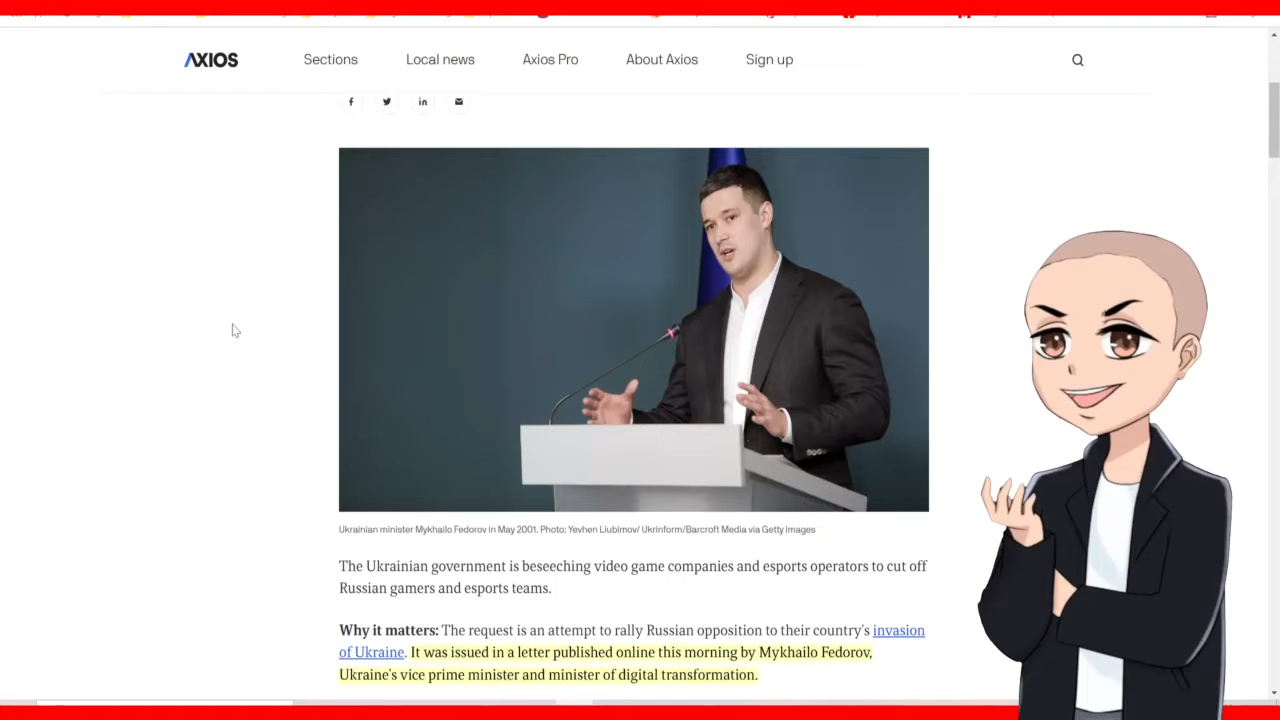 AXIOS
Sections
Local news
Axios Pro
About Axios
Sign up
Ukrainian minister Mykhailo Fedorov in May 2001. Photo: Yevhen Liubimov/ Ukrinform/Barcroft Media via Getty Images
The Ukrainian government is beseeching video game companies and esports operators to cut off
Russian gamers and esports teams.
Why it matters: The request is an attempt to rally Russian opposition to their country's invasion
of Ukraine. It was issued in a letter published online this morning by Mykhailo Fedorov,
Ukraine's vice prime minister and minister of digital transformation.